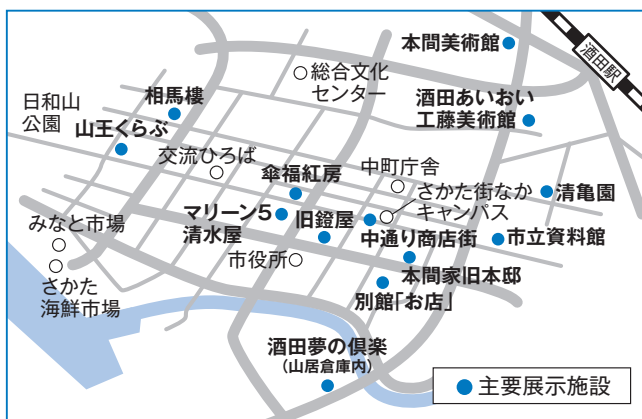 本間美術館
酒田駅
総合文化
センター
相馬樓
日和山
公園
酒田あいおい
工藤美術館
山王くらぶ
交流ひろば
傘福紅房
中町庁舎
さかた街なか
キャンパス
清亀園
マリーン5
清水屋
旧鐙屋
中通り商店街
市立資料館
みなと市場
市役所
さかた
海鮮市場
本間家旧本邸
別館「お店」
酒田夢の倶楽
(山居倉庫内)
主要展示施設